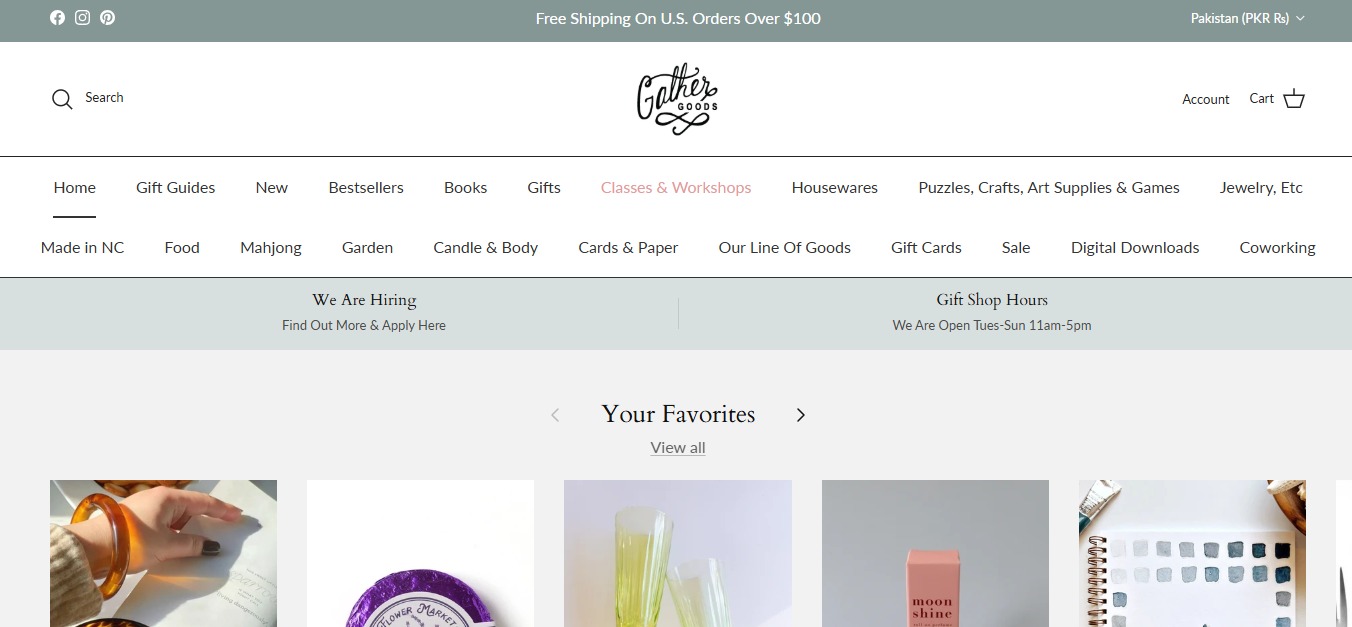 Free Shipping On U.S. Orders Over $100
Pakistan (PKR ₨)
Search
Gather
GOODS
Account
Cart
Home
Gift Guides
New
Bestsellers
Books
Gifts
Classes & Workshops
Housewares
Puzzles, Crafts, Art Supplies & Games
Jewelry, Etc
Made in NC
Food
Mahjong
Garden
Candle & Body
Cards & Paper
Our Line Of Goods
Gift Cards
Sale
Digital Downloads
Coworking
We Are Hiring
Find Out More & Apply Here
Gift Shop Hours
We Are Open Tues-Sun 11am-5pm
Your Favorites
View all
FLOWER MARKET
moon
shine